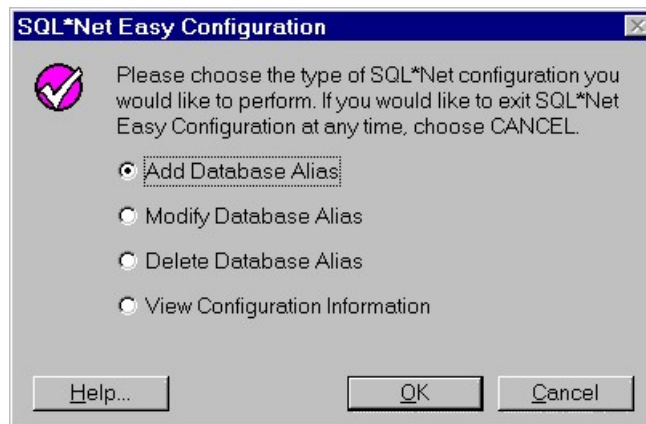 SQL*Net Easy Configuration
Please choose the type of SQL*Net configuration you
would like to perform. If you would like to exit SQL*Net
Easy Configuration at any time, choose CANCEL.
Add Database Alias
Modify Database Alias
Delete Database Alias
View Configuration Information
Help...
OK
Cancel